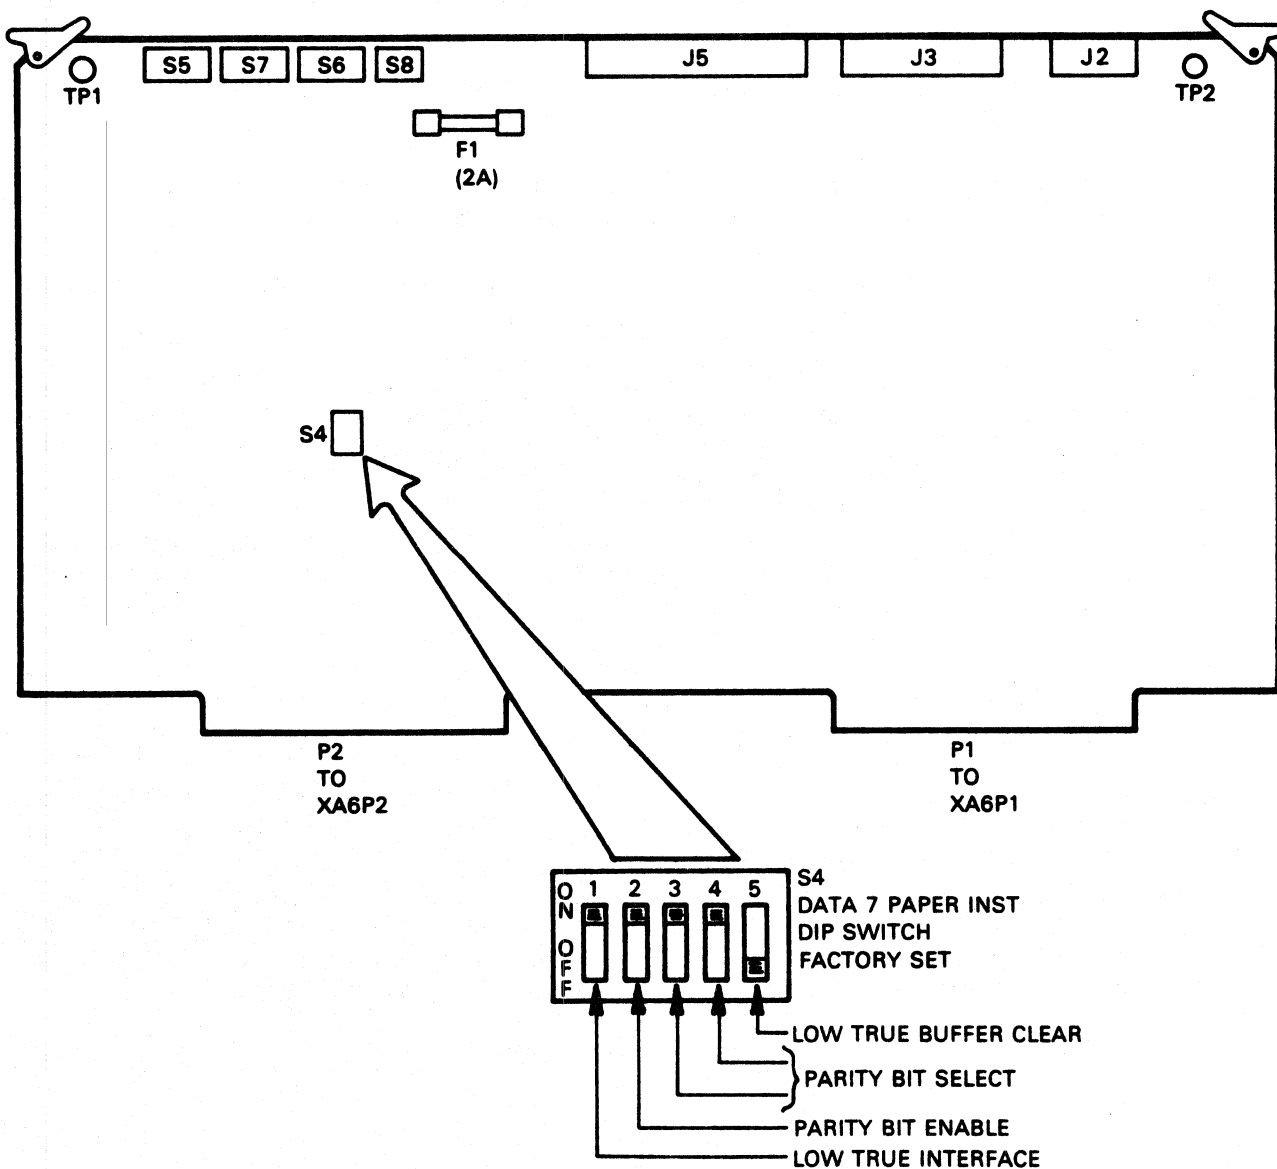 S5 S7 S6 S8 J5 J3 J2
TP1 TP2
F1
(2A)
S4
P2
TO
XA6P2
P1
TO
XA6P1
ON OFF
1 2 3 4 5
S4
DATA 7 PAPER INST
DIP SWITCH
FACTORY SET
LOW TRUE BUFFER CLEAR
PARITY BIT SELECT
PARITY BIT ENABLE
LOW TRUE INTERFACE